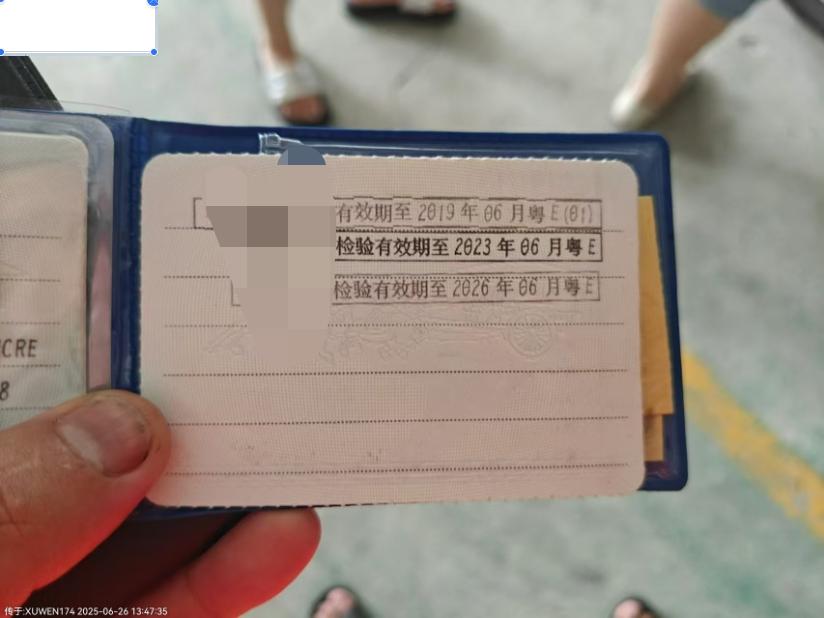 有效期至 2019 年 06 月粤 E(01)
检验有效期至 2023 年 06 月粤 E
检验有效期至 2026 年 06 月粤 E
CRE
8
传于:XUWEN174 2025-06-26 13:47:35